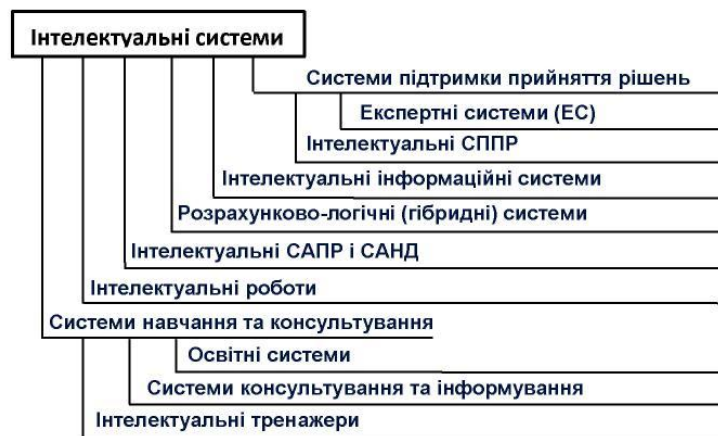 Інтелектуальні системи
Системи підтримки прийняття рішень
Експертні системи (ЕС)
Інтелектуальні СППР
Інтелектуальні інформаційні системи
Розрахунково-логічні (гібридні) системи
Інтелектуальні САПР і САНД
Інтелектуальні роботи
Системи навчання та консультування
Освітні системи
Системи консультування та інформування
Інтелектуальні тренажери